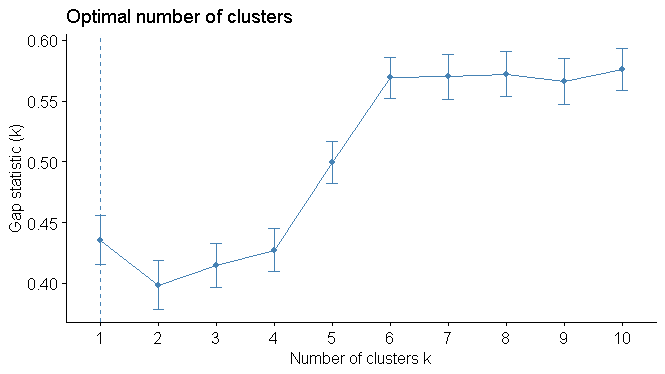 Optimal number of clusters
0.60
0.55
0.50
0.45
0.40
Gap statistic (k)
1 2 3 4 5 6 7 8 9 10
Number of clusters k